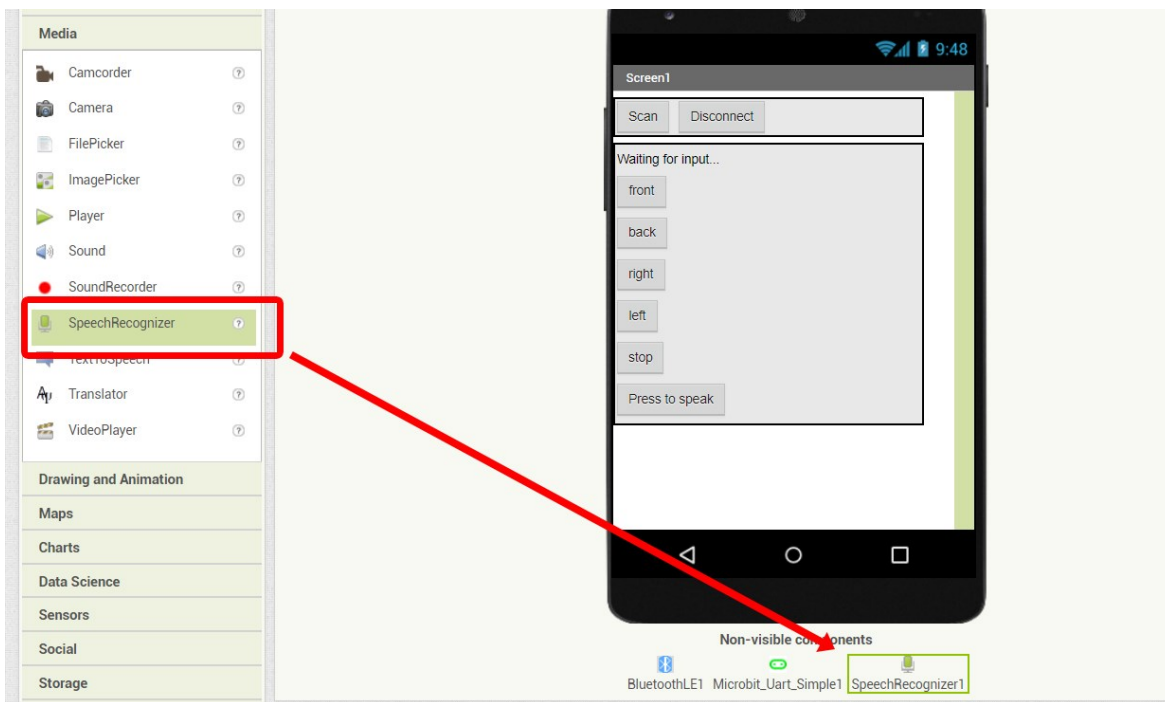 Media
Camcorder
Camera
FilePicker
ImagePicker
Player
Sound
SoundRecorder
SpeechRecognizer
TextToSpeech
Translator
VideoPlayer
Drawing and Animation
Maps
Charts
Data Science
Sensors
Social
Storage
9:48
Screen1
Scan Disconnect
Waiting for input...
front
back
right
left
stop
Press to speak
Non-visible components
BluetoothLE1 Microbit_Uart_Simple1 SpeechRecognizer1